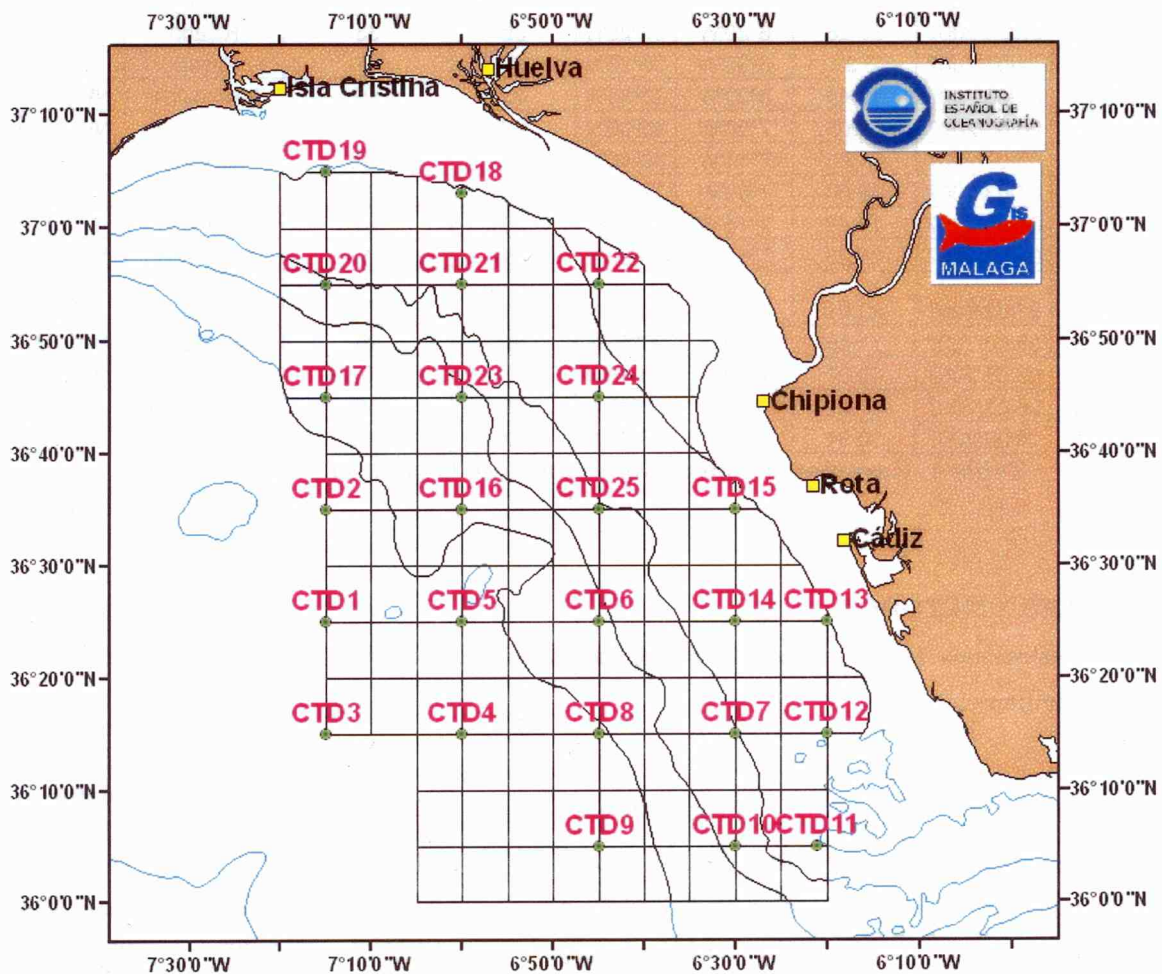 7°30'0"W 7°10'0"W 6°50'0"W 6°30'0"W 6°10'0"W
Huelva
Isla Cristina
INSTITUTO
ESPAÑOL DE
OCEANOGRAFÍA
37°10'0"N 37°10'0"N
CTD19
CTD18
Gis
MALAGA
37°0'0"N 37°0'0"N
CTD20 CTD21 CTD22
36°50'0"N 36°50'0"N
CTD17 CTD23 CTD24
Chipiona
36°40'0"N 36°40'0"N
CTD2 CTD16 CTD25 CTD15 Rota
Cádiz
36°30'0"N 36°30'0"N
CTD1 CTD5 CTD6 CTD14 CTD13
36°20'0"N 36°20'0"N
CTD3 CTD4 CTD8 CTD7 CTD12
36°10'0"N 36°10'0"N
CTD9 CTD10 CTD11
36°0'0"N 36°0'0"N
7°30'0"W 7°10'0"W 6°50'0"W 6°30'0"W 6°10'0"W